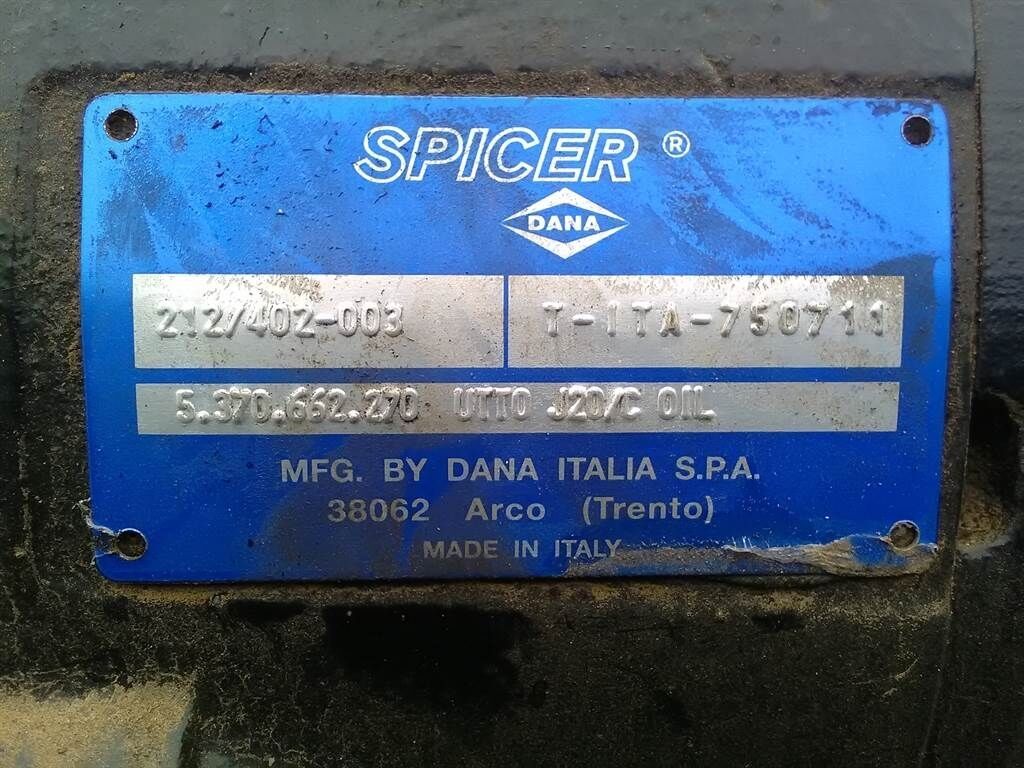 SPICER ®
DANA
212/402-003 T-ITA-750711
5.370.662.270 UTTO J20/C OIL
MFG. BY DANA ITALIA S.P.A.
38062 Arco (Trento)
MADE IN ITALY